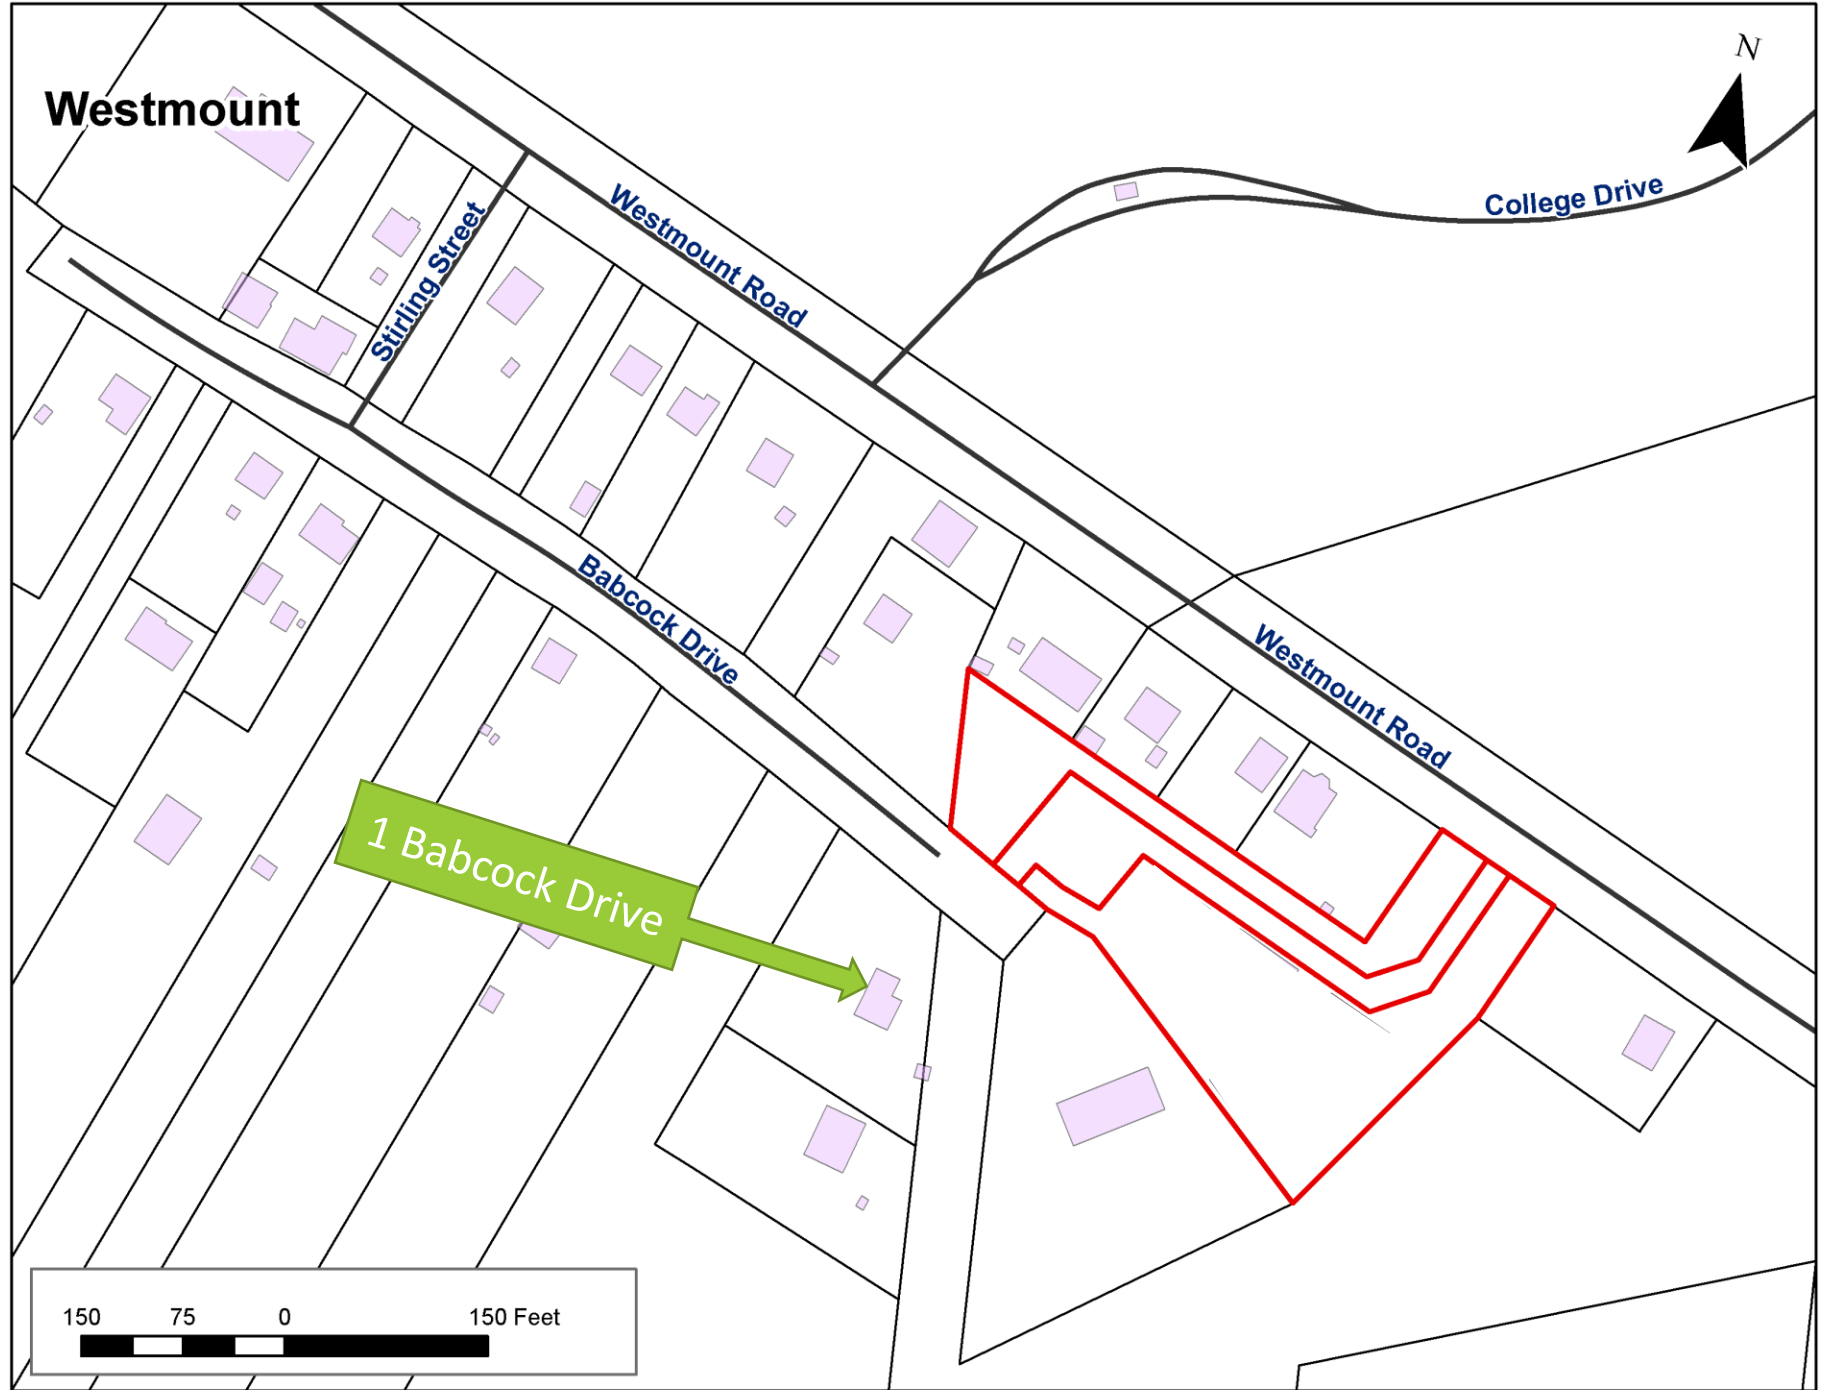 N
Westmount
College Drive
Westmount Road
Stirling Street
Babcock Drive
Westmount Road
1 Babcock Drive
150 75 0 150 Feet